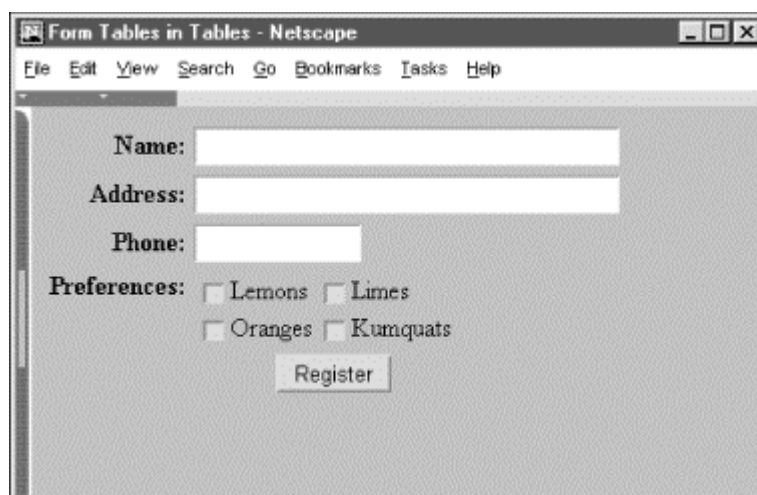 N Form Tables in Tables - Netscape
File Edit View Search Go Bookmarks Tasks Help
Name:
Address:
Phone:
Preferences: Lemons Limes
Oranges Kumquats
Register